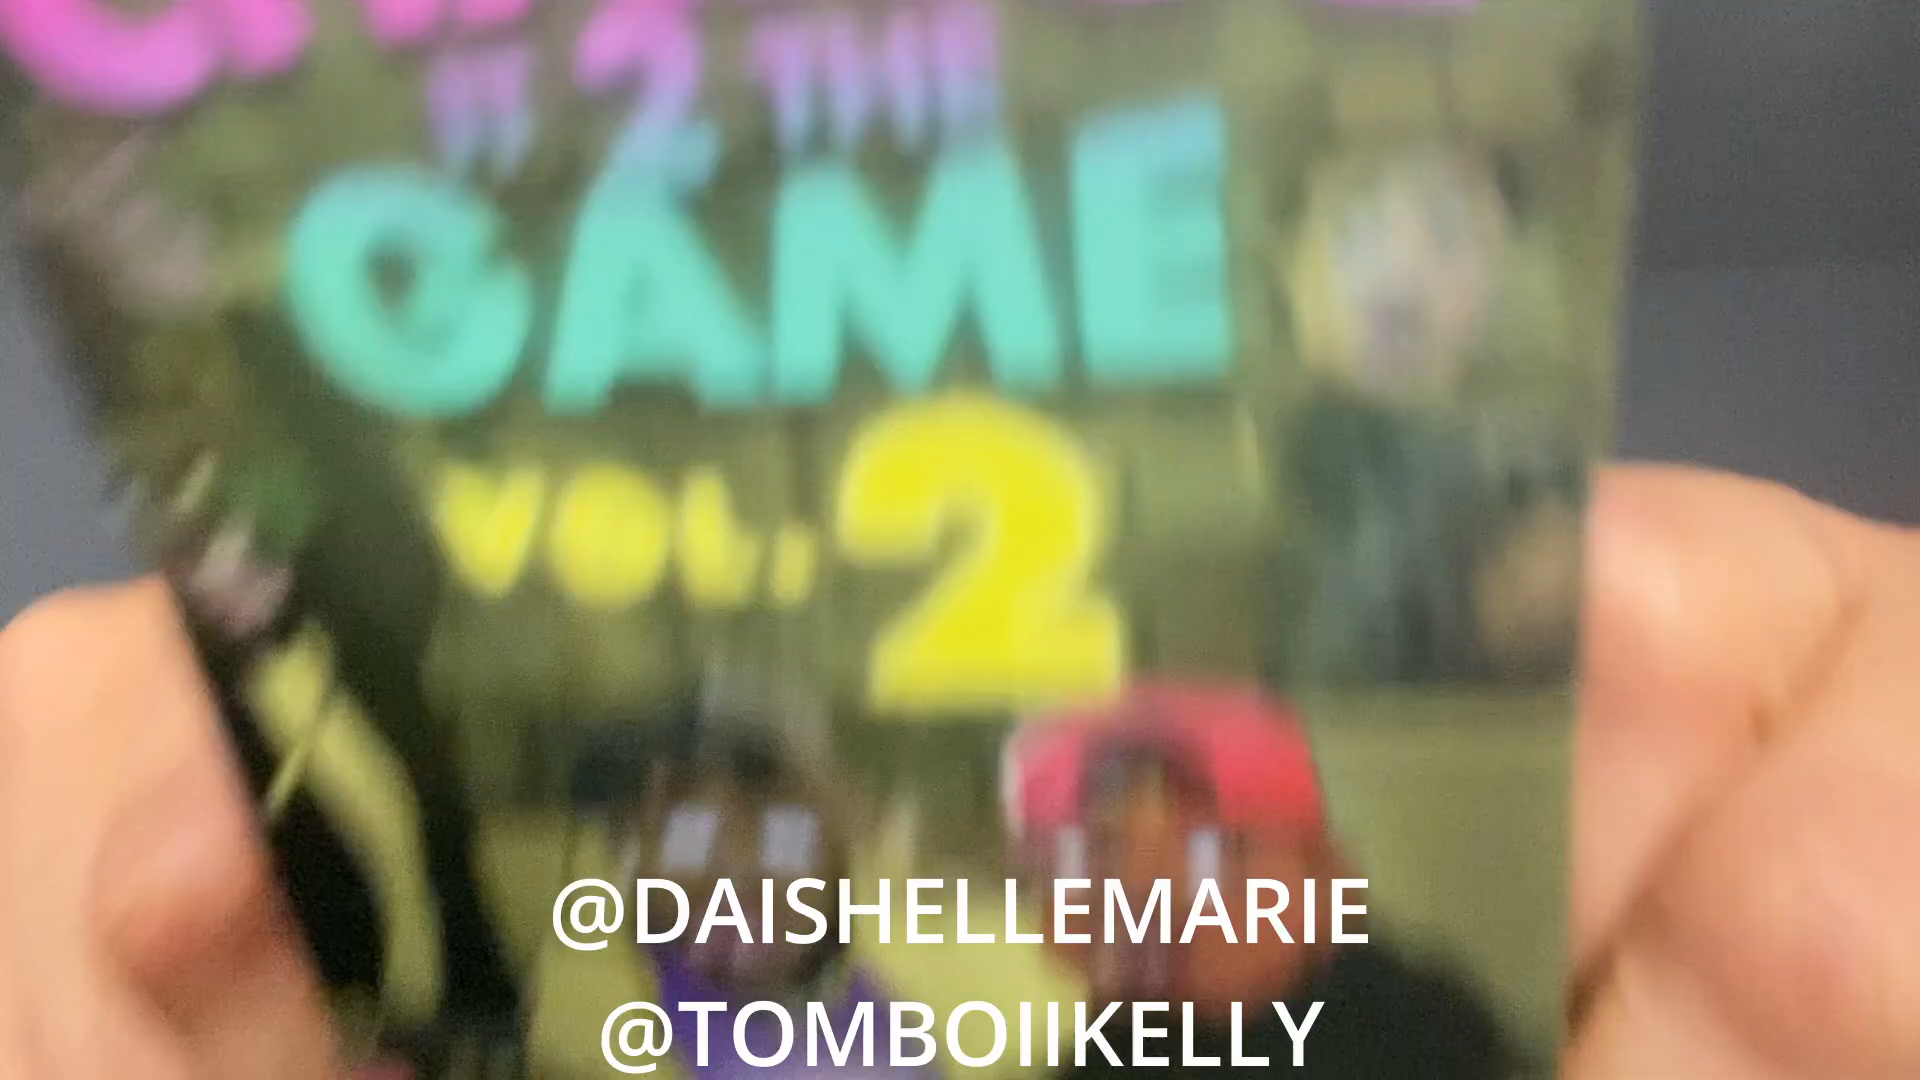 2 THE
GAME
VOL. 2
@DAISHELLEMARIE
@TOMBOIIKELLY